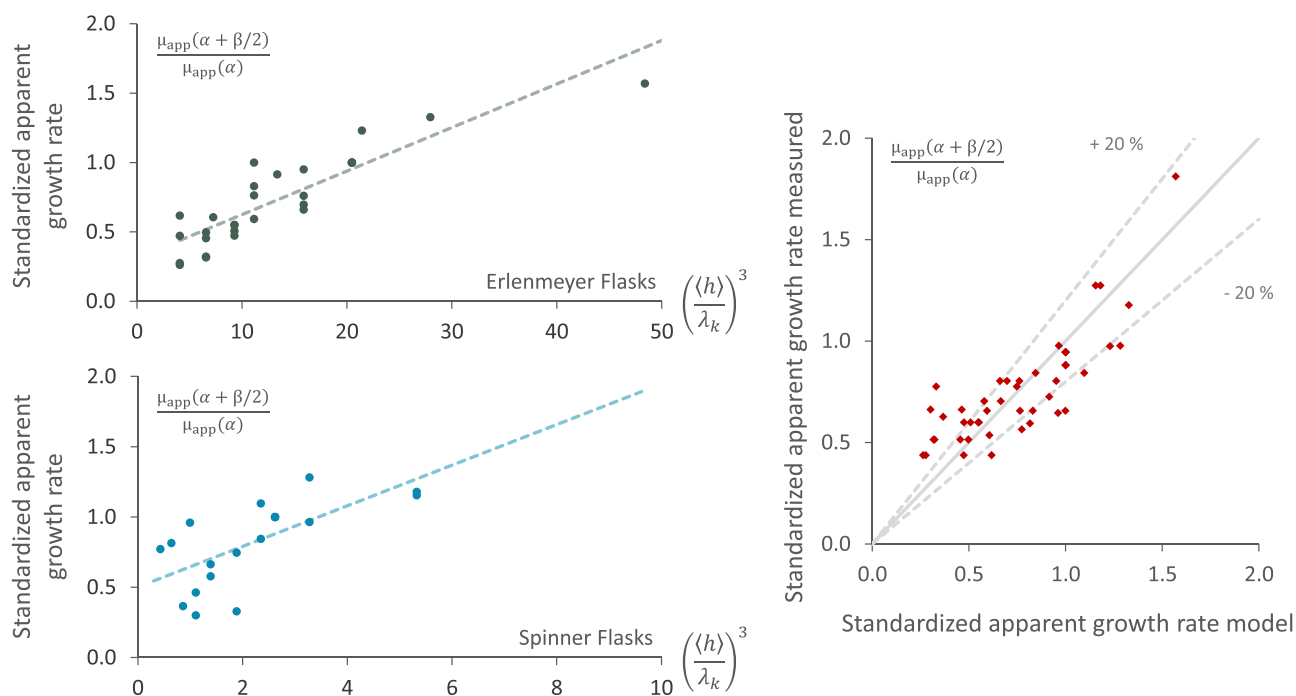 Standardized apparent
growth rate
2.0
1.5
1.0
0.5
0.0
μapp(α + β/2)
μapp(α)
Erlenmeyer Flasks
0 10 20 30 40 50
(⟨h⟩/λk)³
Standardized apparent
growth rate
2.0
1.5
1.0
0.5
0.0
μapp(α + β/2)
μapp(α)
Spinner Flasks
0 2 4 6 8 10
(⟨h⟩/λk)³
Standardized apparent growth rate measured
2.0
1.5
1.0
0.5
0.0
μapp(α + β/2)
μapp(α)
+ 20 %
- 20 %
0.0 0.5 1.0 1.5 2.0
Standardized apparent growth rate model